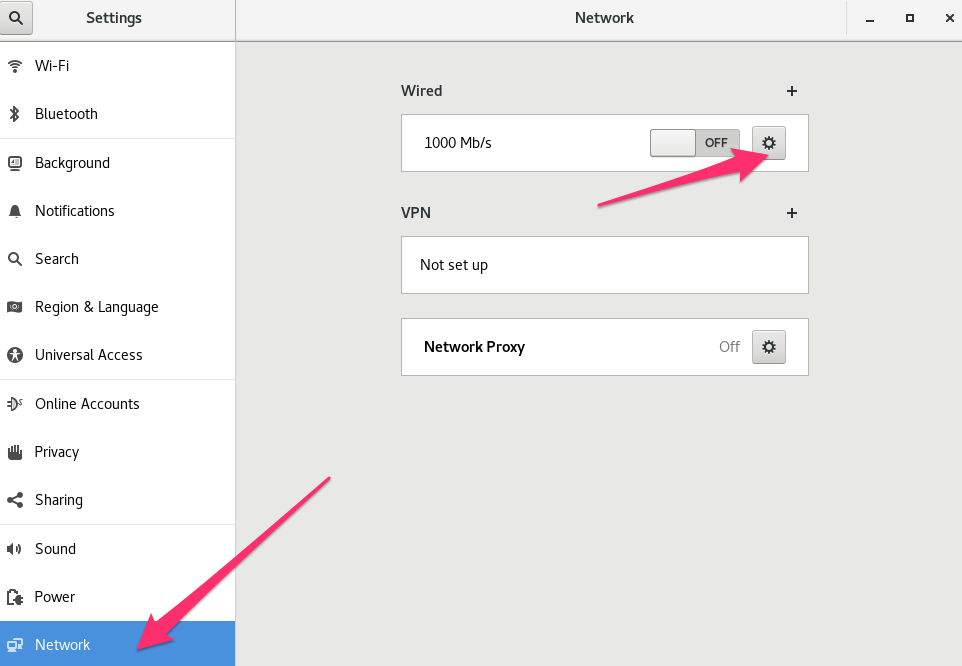 Settings
Network
Wi-Fi
Bluetooth
Background
Notifications
Search
Region & Language
Universal Access
Online Accounts
Privacy
Sharing
Sound
Power
Network
Wired
1000 Mb/s
OFF
VPN
Not set up
Network Proxy
Off